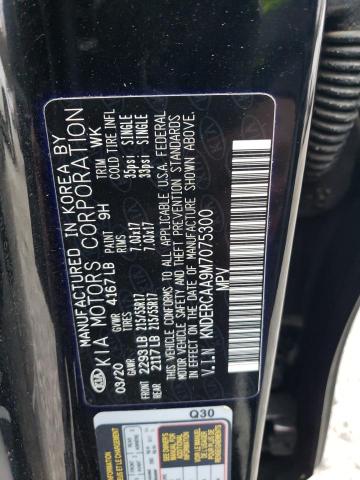 MANUFACTURED IN KOREA BY
KIA MOTORS CORPORATION
KIA
03/20 GVWR 4167LB PAINT 9H TRIM WK
GAWR TIRES RIMS COLD TIRE INFL
FRONT 2293LB 215/55R17 7.0Jx17 35psi SINGLE
REAR 2117LB 215/55R17 7.0Jx17 33psi SINGLE
THIS VEHICLE CONFORMS TO ALL APPLICABLE U.S.A. FEDERAL
MOTOR VEHICLE SAFETY, BUMPER, AND THEFT PREVENTION STANDARDS
IN EFFECT ON THE DATE OF MANUFACTURE SHOWN ABOVE.
V.I.N KNDERCAA9M7075300
MPV
Q30